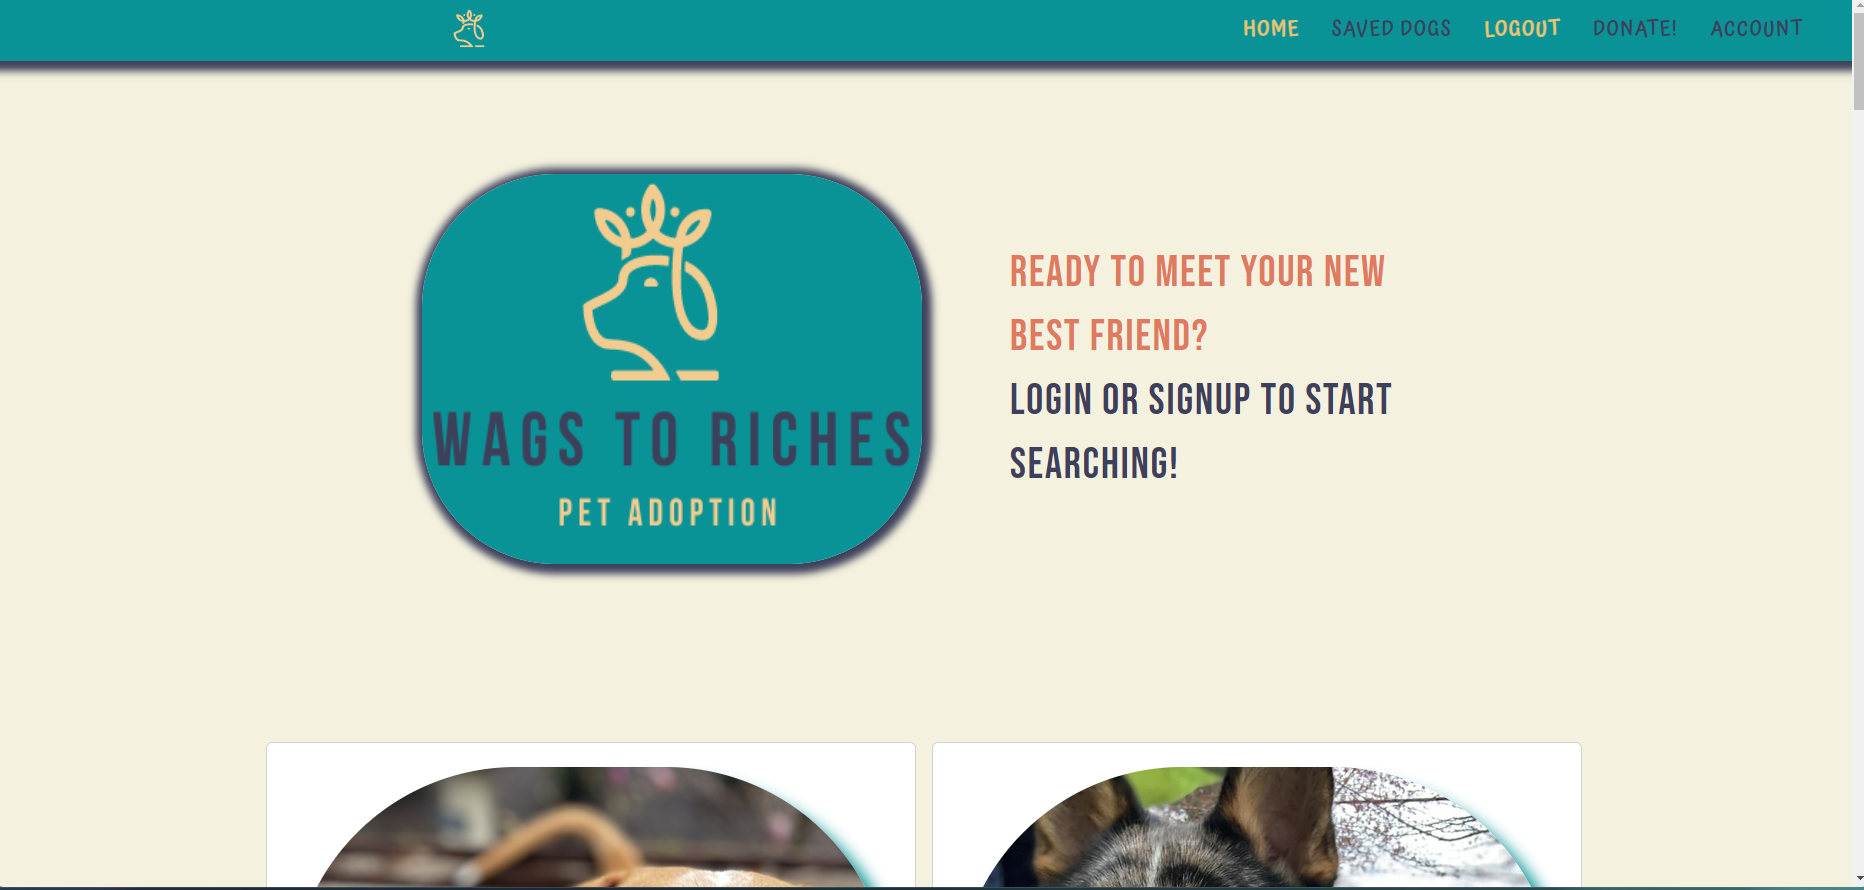 HOME SAVED DOGS LOGOUT DONATE! ACCOUNT
WAGS TO RICHES
PET ADOPTION
READY TO MEET YOUR NEW
BEST FRIEND?
LOGIN OR SIGNUP TO START
SEARCHING!